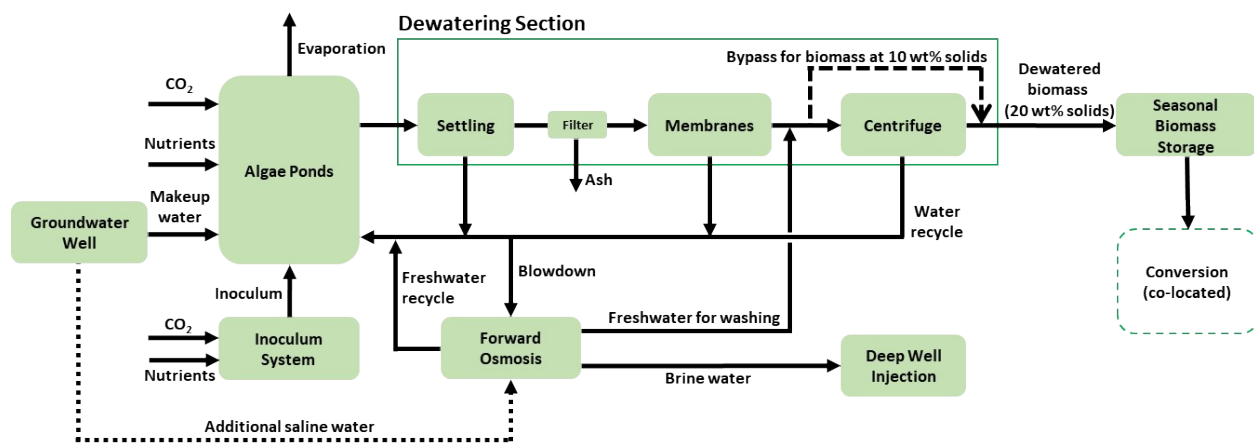 Dewatering Section
Evaporation
Bypass for biomass at 10 wt% solids
Dewatered
biomass
(20 wt% solids)
CO₂
Nutrients
Makeup
water
Algae Ponds
Settling
Filter
Membranes
Centrifuge
Seasonal
Biomass
Storage
Ash
Groundwater
Well
Water
recycle
Inoculum
Freshwater
recycle
Blowdown
Conversion
(co-located)
CO₂
Nutrients
Inoculum
System
Forward
Osmosis
Freshwater for washing
Brine water
Deep Well
Injection
Additional saline water